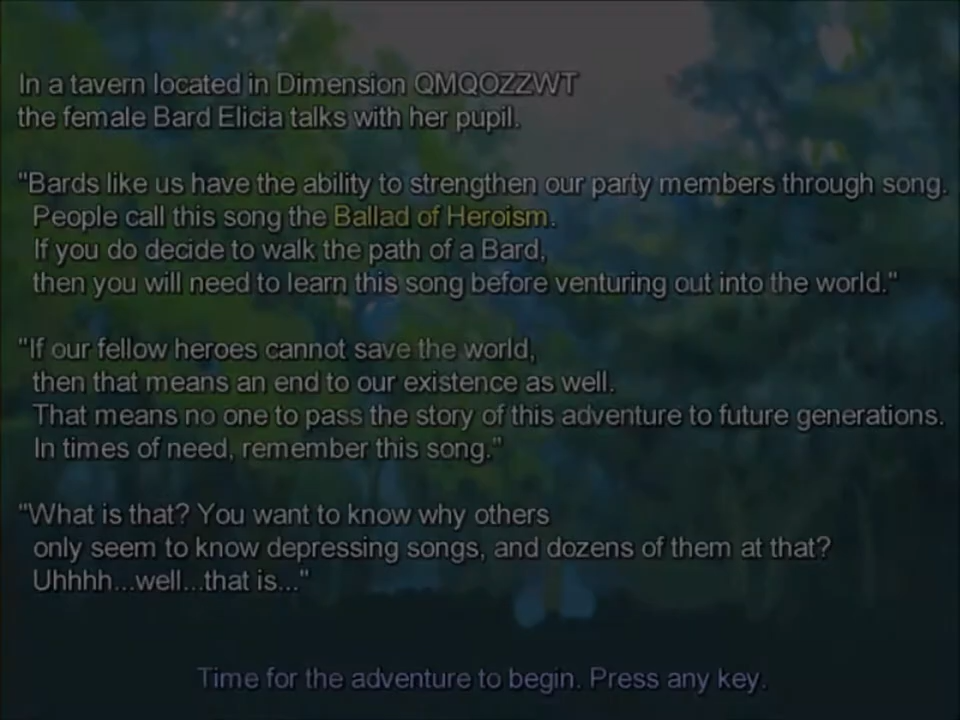 In a tavern located in Dimension QMQOZZWT
the female Bard Elicia talks with her pupil.
"Bards like us have the ability to strengthen our party members through song.
People call this song the Ballad of Heroism.
If you do decide to walk the path of a Bard,
then you will need to learn this song before venturing out into the world."
"If our fellow heroes cannot save the world,
then that means an end to our existence as well.
That means no one to pass the story of this adventure to future generations.
In times of need, remember this song."
"What is that? You want to know why others
only seem to know depressing songs, and dozens of them at that?
Uhhhh...well...that is..."
Time for the adventure to begin. Press any key.